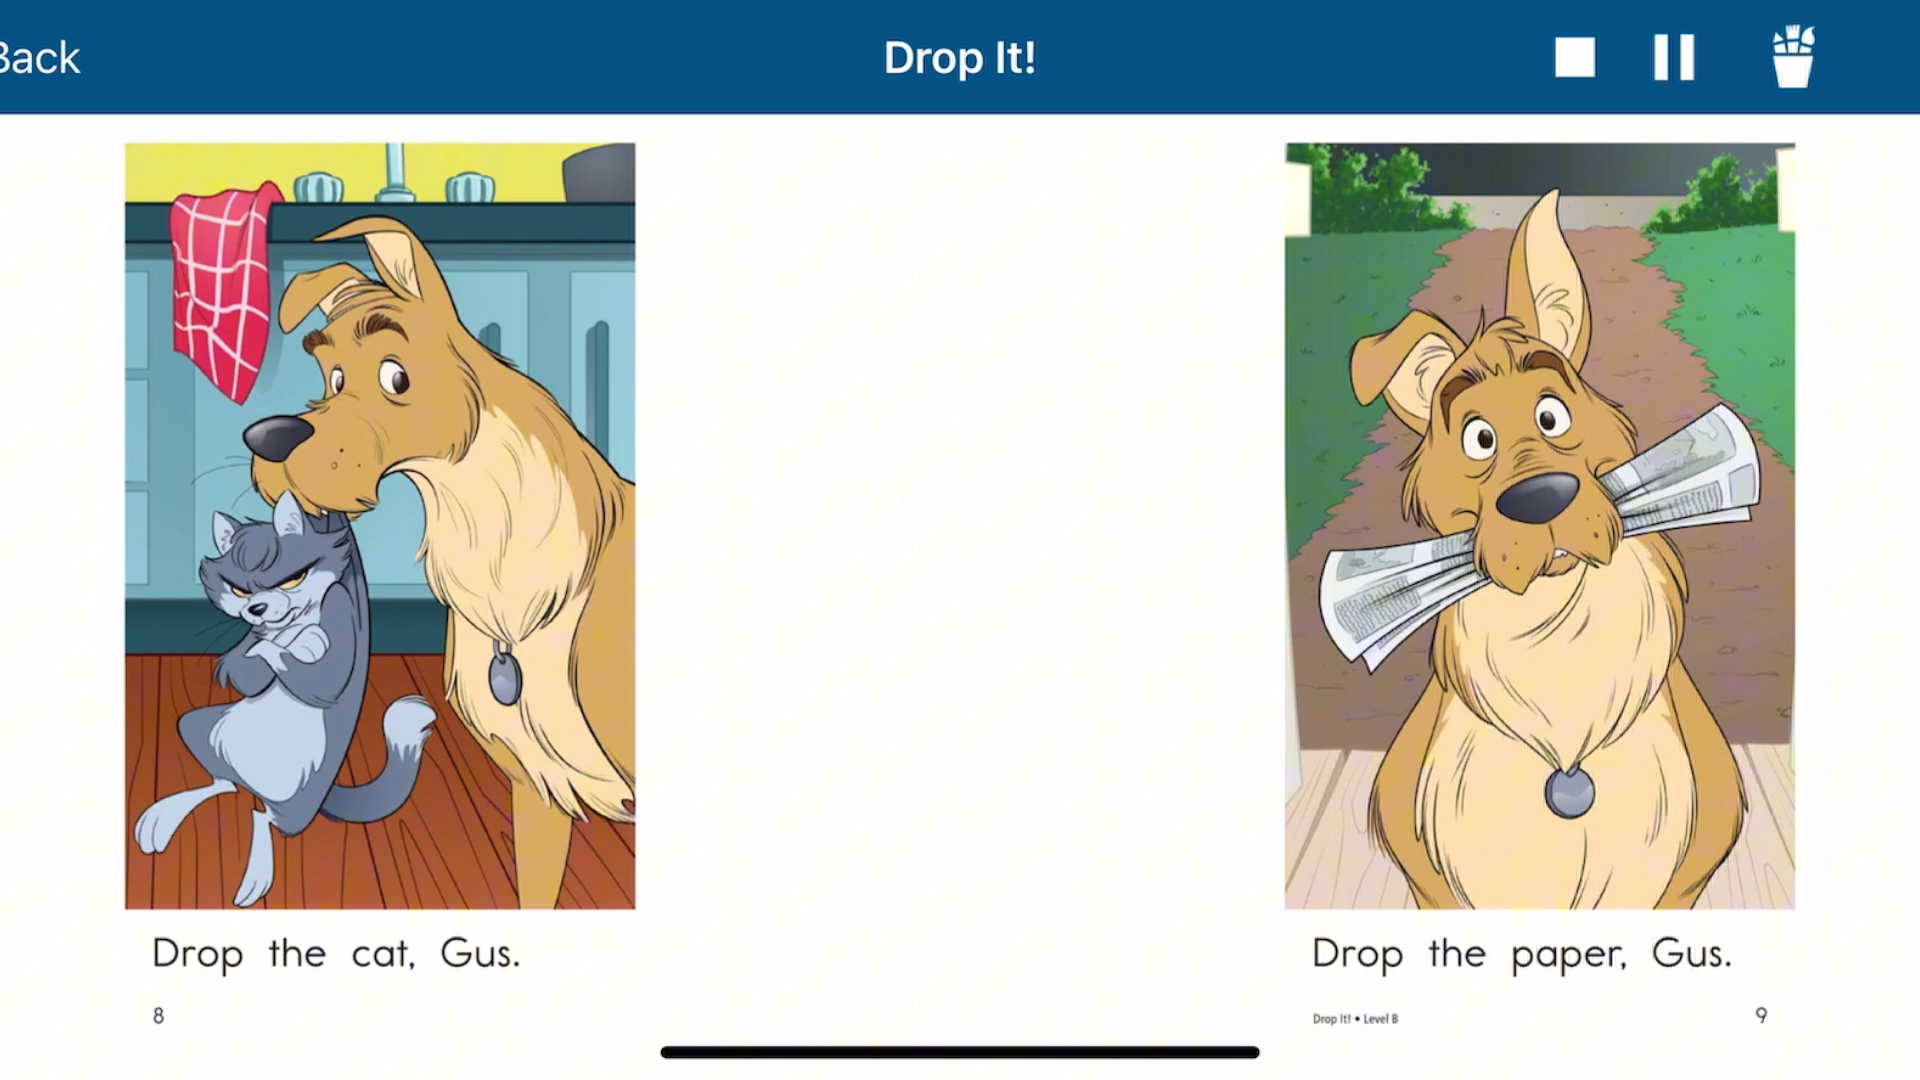 Back
Drop It!
Drop the cat, Gus.
8
Drop the paper, Gus.
Drop It! • Level B
9